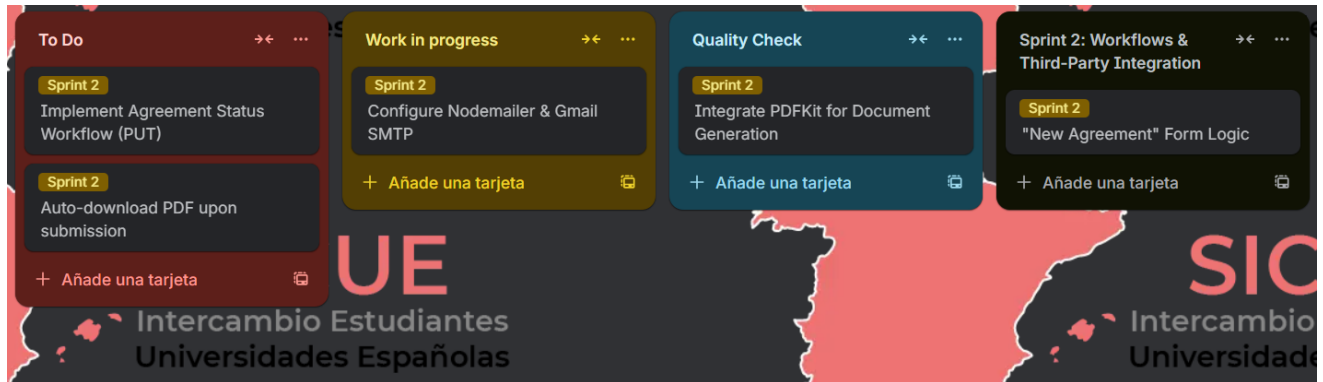 To Do
Sprint 2
Implement Agreement Status
Workflow (PUT)
Sprint 2
Auto-download PDF upon
submission
+ Añade una tarjeta
Work in progress
Sprint 2
Configure Nodemailer & Gmail
SMTP
+ Añade una tarjeta
Quality Check
Sprint 2
Integrate PDFKit for Document
Generation
+ Añade una tarjeta
Sprint 2: Workflows &
Third-Party Integration
Sprint 2
"New Agreement" Form Logic
+ Añade una tarjeta
UE
Intercambio Estudiantes
Universidades Españolas
SIC
Intercambio
Universidade